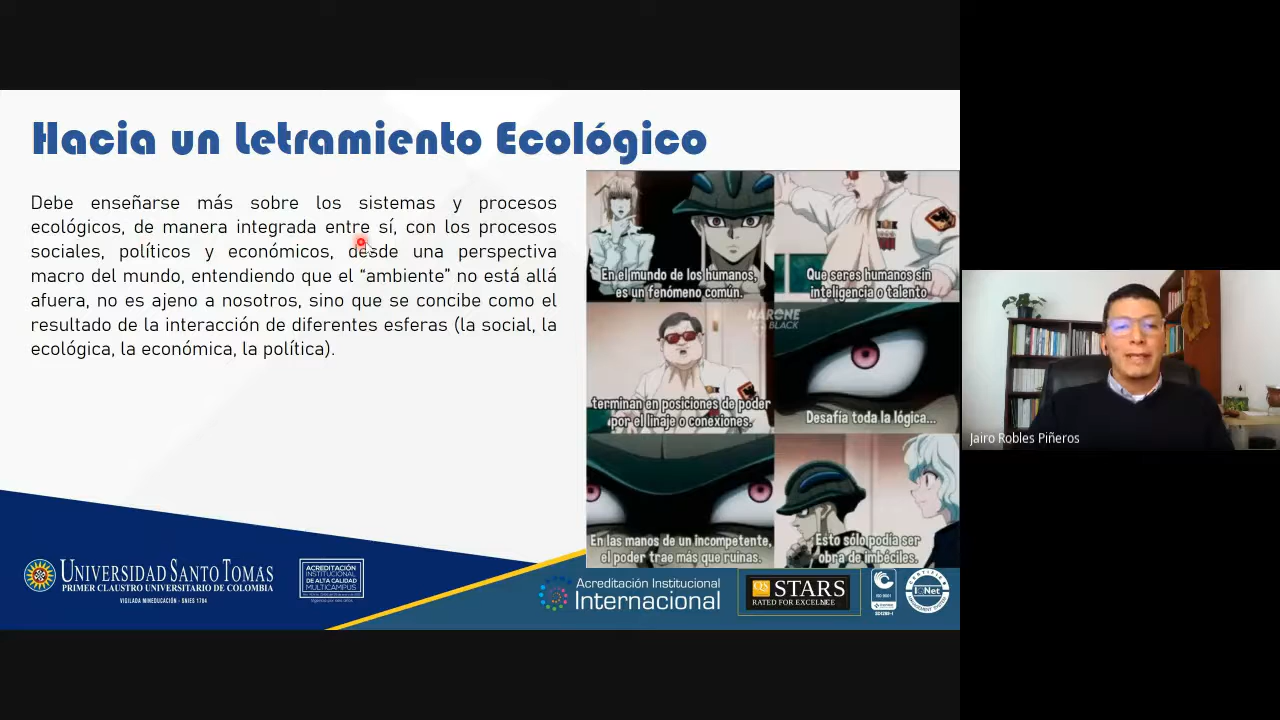 Hacia un Letramiento Ecológico
Debe enseñarse más sobre los sistemas y procesos
ecológicos, de manera integrada entre sí, con los procesos
sociales, políticos y económicos, desde una perspectiva
macro del mundo, entendiendo que el “ambiente” no está allá
afuera, no es ajeno a nosotros, sino que se concibe como el
resultado de la interacción de diferentes esferas (la social, la
ecológica, la económica, la política).
En el mundo de los humanos,
es un fenómeno común.
Que seres humanos sin
inteligencia o talento
NARONE
BLACK
terminan en posiciones de poder
por el linaje o conexiones.
Desafía toda la lógica...
En las manos de un incompetente,
el poder trae más que ruinas.
Esto sólo podía ser
obra de imbéciles.
Jairo Robles Piñeros
UNIVERSIDAD SANTO TOMAS
PRIMER CLAUSTRO UNIVERSITARIO DE COLOMBIA
VIGILADA MINEDUCACIÓN - SNIES 1704
ACREDITACIÓN
INSTITUCIONAL
DE ALTA CALIDAD
MULTICAMPUS
Acreditación Institucional
Internacional
QS STARS
RATED FOR EXCELLENCE
IQNet